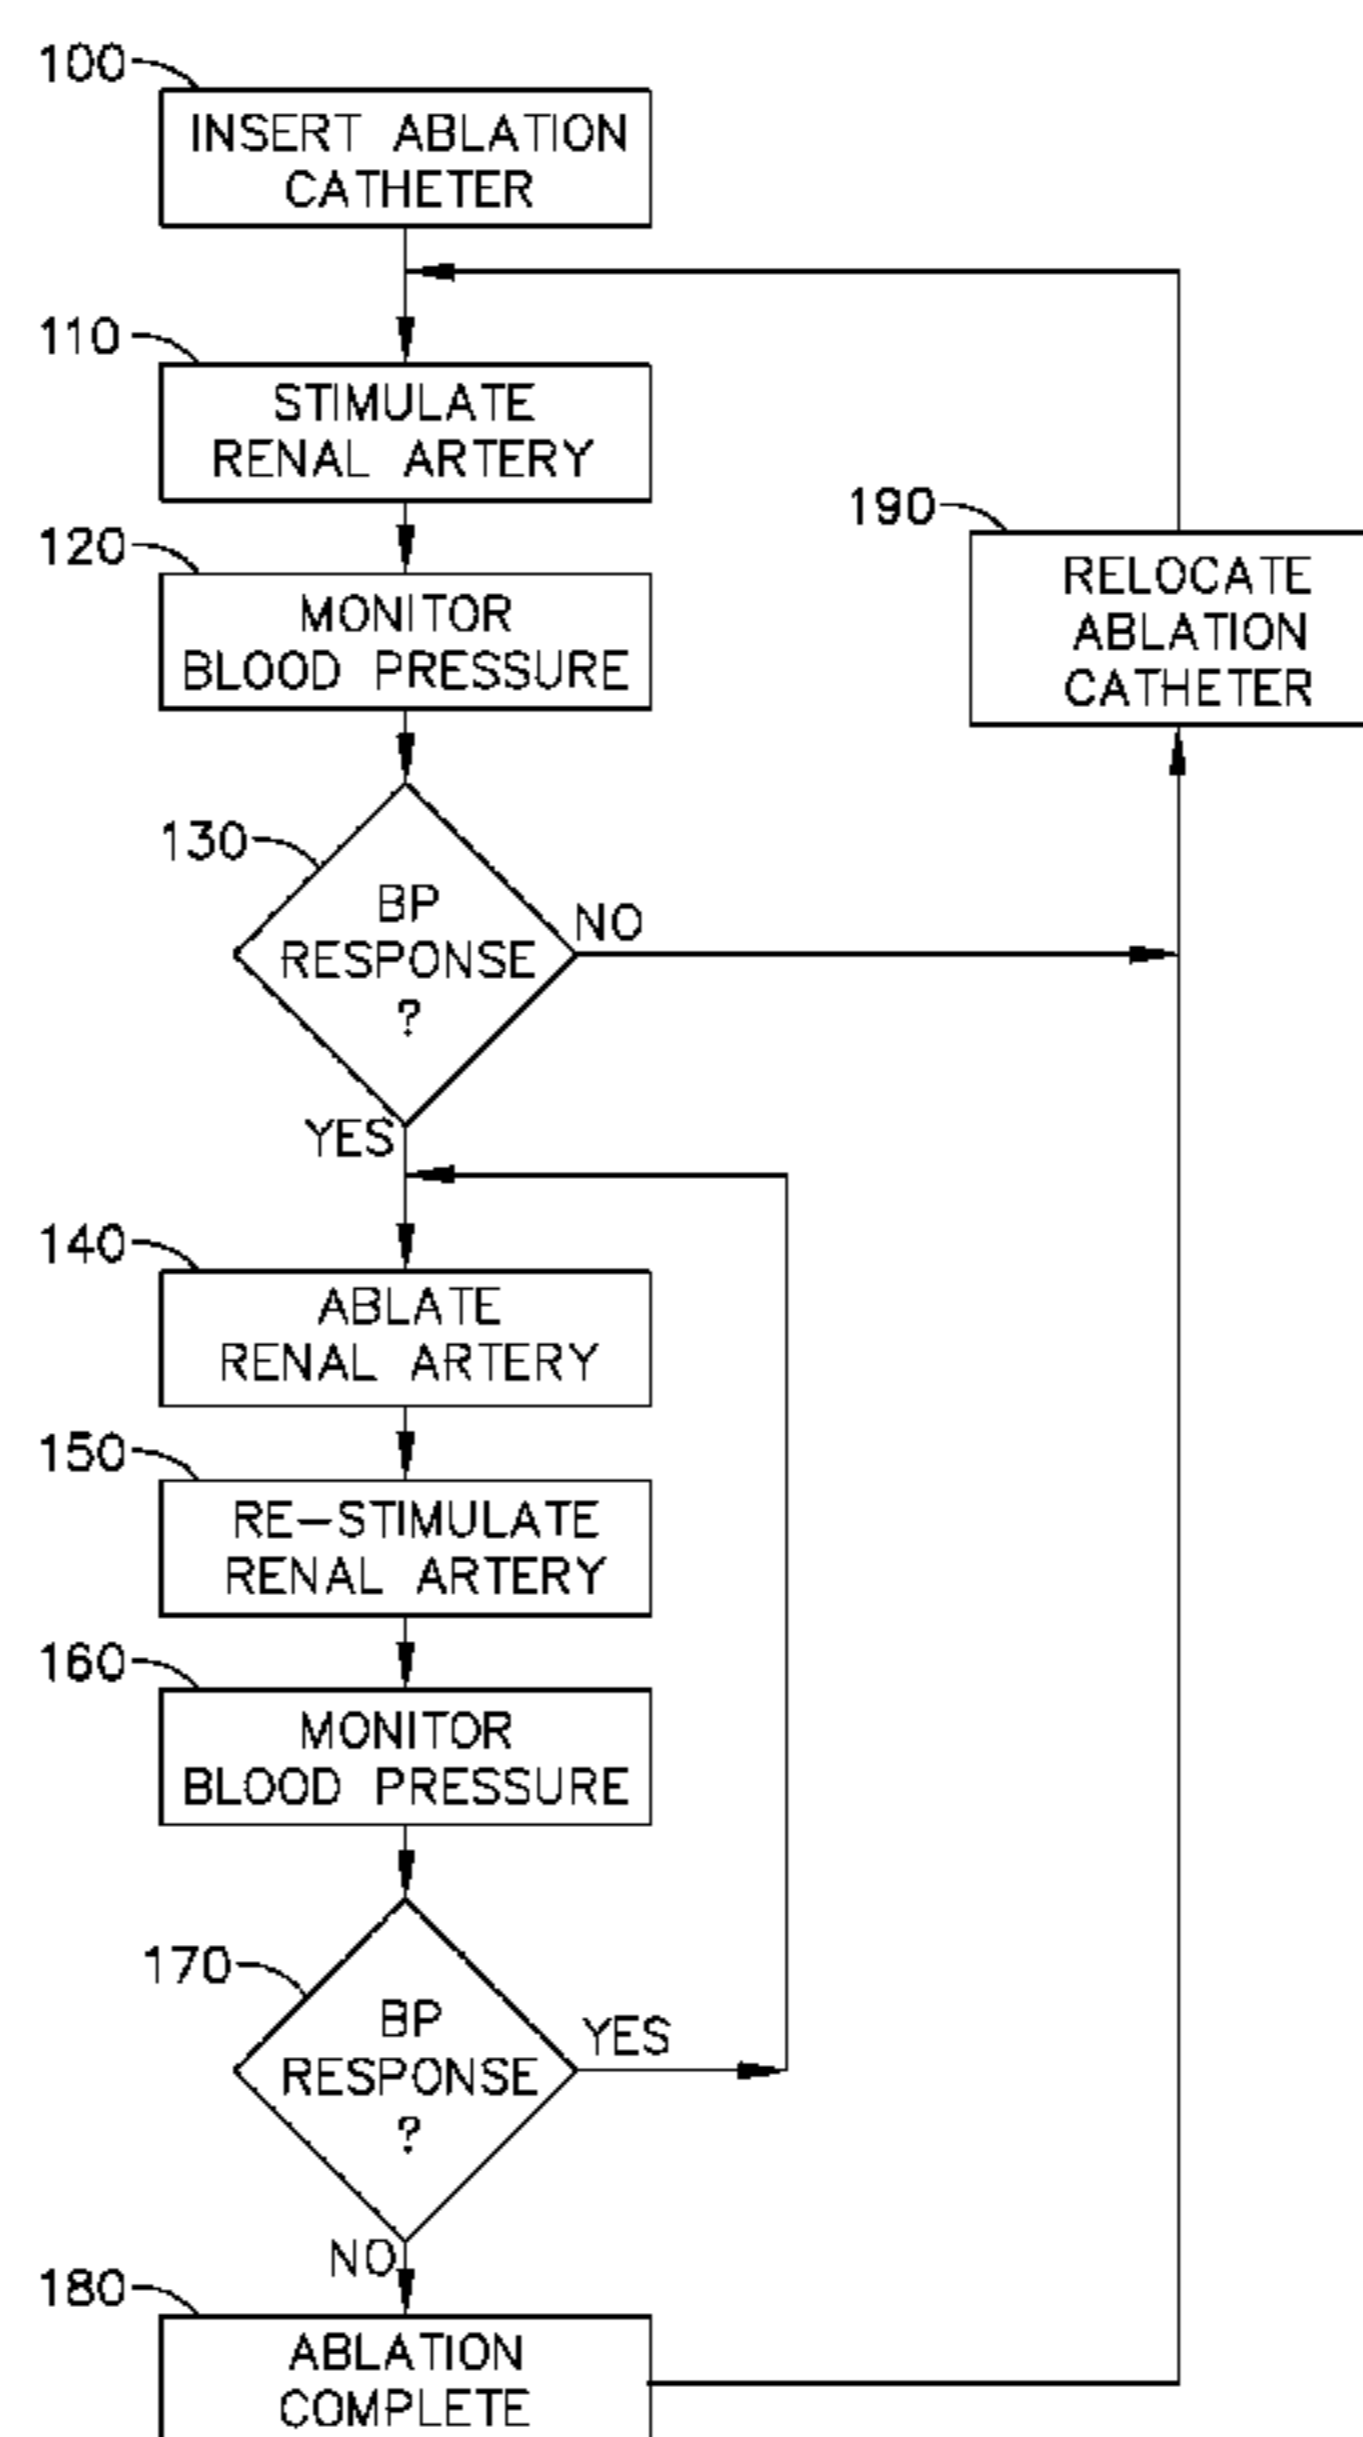 100
INSERT ABLATION
CATHETER
110
STIMULATE
RENAL ARTERY
120
MONITOR
BLOOD PRESSURE
190
RELOCATE
ABLATION
CATHETER
130
BP
RESPONSE
?
NO
YES
140
ABLATE
RENAL ARTERY
150
RE-STIMULATE
RENAL ARTERY
160
MONITOR
BLOOD PRESSURE
170
BP
RESPONSE
?
YES
NO
180
ABLATION
COMPLETE